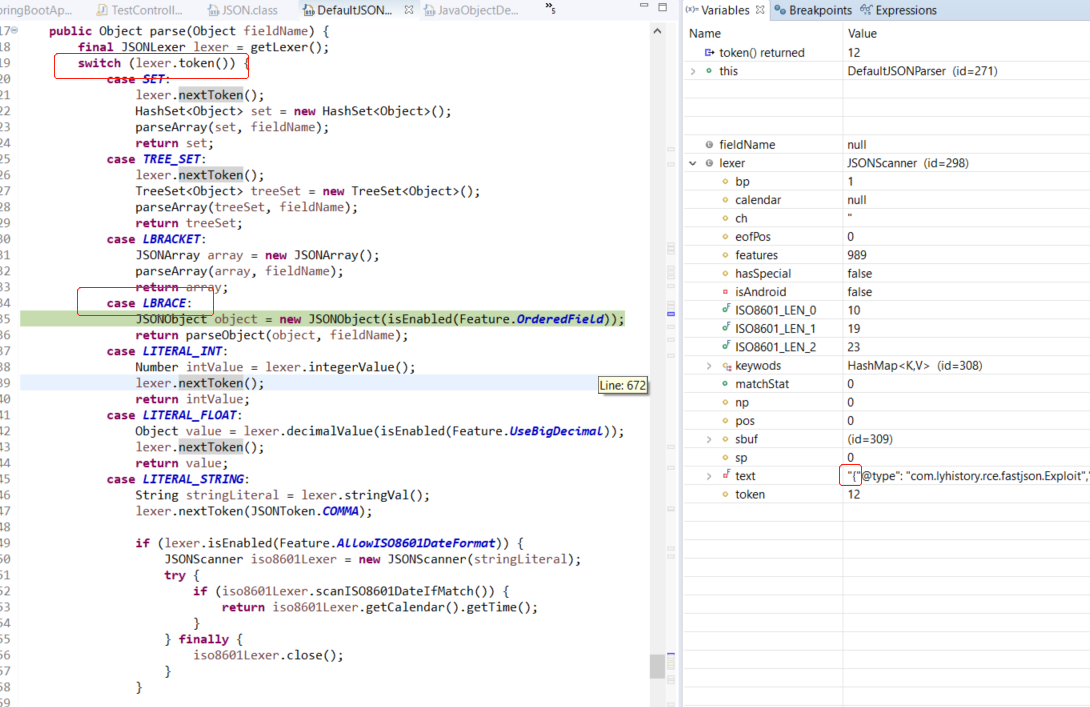 pringBootAp...
TestControll...
JSON.class
DefaultJSON...
JavaObjectDe...
»5
17 public Object parse(Object fieldName) {
18 final JSONLexer lexer = getLexer();
19 switch (lexer.token()) {
20 case SET:
21 lexer.nextToken();
22 HashSet<Object> set = new HashSet<Object>();
23 parseArray(set, fieldName);
24 return set;
25 case TREE_SET:
26 lexer.nextToken();
27 TreeSet<Object> treeSet = new TreeSet<Object>();
28 parseArray(treeSet, fieldName);
29 return treeSet;
30 case LBRACKET:
31 JSONArray array = new JSONArray();
32 parseArray(array, fieldName);
33 return array;
34 case LBRACE:
35 JSONObject object = new JSONObject(isEnabled(Feature.OrderedField));
36 return parseObject(object, fieldName);
37 case LITERAL_INT:
38 Number intValue = lexer.integerValue();
39 lexer.nextToken();
Line: 672
40 return intValue;
41 case LITERAL_FLOAT:
42 Object value = lexer.decimalValue(isEnabled(Feature.UseBigDecimal));
43 lexer.nextToken();
44 return value;
45 case LITERAL_STRING:
46 String stringLiteral = lexer.stringVal();
47 lexer.nextToken(JSONToken.COMMA);
48
49 if (lexer.isEnabled(Feature.AllowISO8601DateFormat)) {
50 JSONScanner iso8601Lexer = new JSONScanner(stringLiteral);
51 try {
52 if (iso8601Lexer.scanISO8601DateIfMatch()) {
53 return iso8601Lexer.getCalendar().getTime();
54 }
55 } finally {
56 iso8601Lexer.close();
57 }
58 }
59
(x)= Variables
Breakpoints
Expressions
Name Value
token() returned 12
this DefaultJSONParser (id=271)
fieldName null
lexer JSONScanner (id=298)
bp 1
calendar null
ch "
eofPos 0
features 989
hasSpecial false
isAndroid false
ISO8601_LEN_0 10
ISO8601_LEN_1 19
ISO8601_LEN_2 23
keywods HashMap<K,V> (id=308)
matchStat 0
np 0
pos 0
sbuf (id=309)
sp 0
text "{"@type": "com.lyhistory.rce.fastjson.Exploit","
token 12